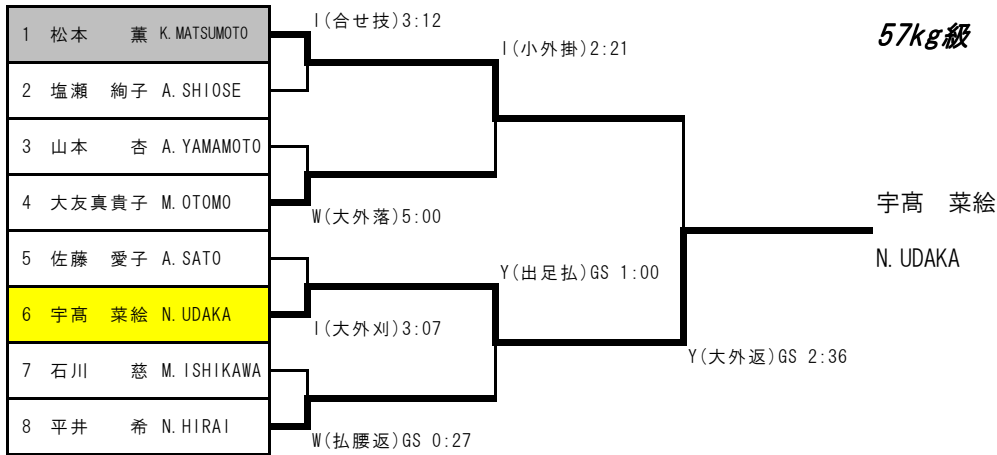 57kg級
1 松本　　薫 K.MATSUMOTO
2 塩瀬　絢子 A.SHIOSE
3 山本　　杏 A.YAMAMOTO
4 大友真貴子 M.OTOMO
5 佐藤　愛子 A.SATO
6 宇髙　菜絵 N.UDAKA
7 石川　　慈 M.ISHIKAWA
8 平井　　希 N.HIRAI
I(合せ技)3:12
W(大外落)5:00
I(大外刈)3:07
W(払腰返)GS 0:27
I(小外掛)2:21
Y(出足払)GS 1:00
Y(大外返)GS 2:36
宇髙　菜絵
N.UDAKA